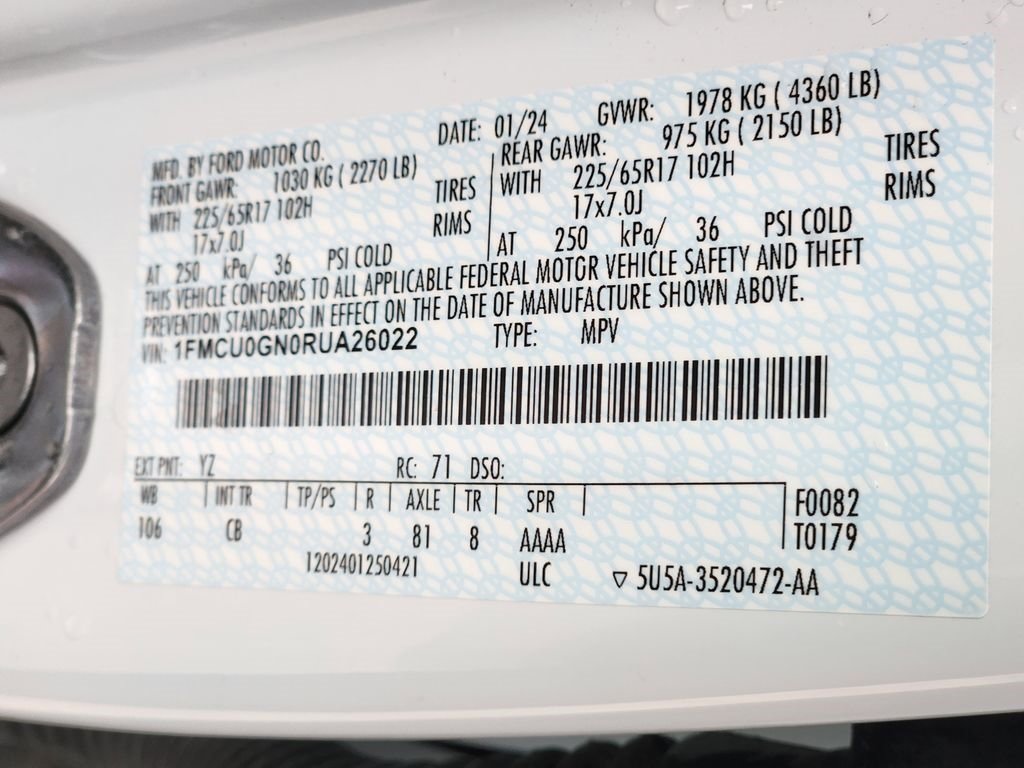 MFD. BY FORD MOTOR CO. DATE: 01/24 GVWR: 1978 KG ( 4360 LB)
FRONT GAWR: 1030 KG ( 2270 LB) REAR GAWR: 975 KG ( 2150 LB)
WITH 225/65R17 102H TIRES WITH 225/65R17 102H TIRES
17x7.0J RIMS 17x7.0J RIMS
AT 250 kPa/ 36 PSI COLD AT 250 kPa/ 36 PSI COLD
THIS VEHICLE CONFORMS TO ALL APPLICABLE FEDERAL MOTOR VEHICLE SAFETY AND THEFT
PREVENTION STANDARDS IN EFFECT ON THE DATE OF MANUFACTURE SHOWN ABOVE.
VIN: 1FMCU0GN0RUA26022 TYPE: MPV
EXT PNT: YZ RC: 71 DSO:
WB | INT TR | TP/PS | R | AXLE | TR | SPR | F0082
106 CB 3 81 8 AAAA T0179
1202401250421 ULC ▽ 5U5A-3520472-AA